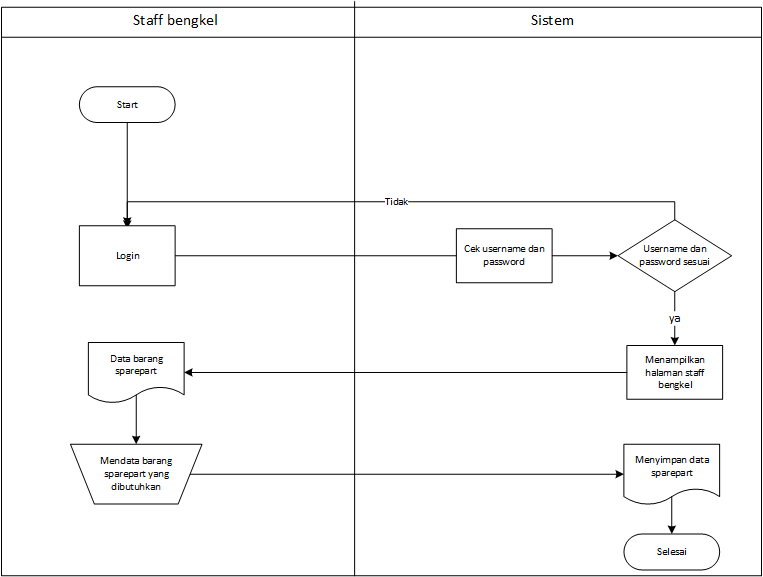 Staff bengkel
Sistem
Start
Tidak
Login
Cek username dan
password
Username dan
password sesuai
ya
Data barang
sparepart
Menampilkan
halaman staff
bengkel
Mendata barang
sparepart yang
dibutuhkan
Menyimpan data
sparepart
Selesai